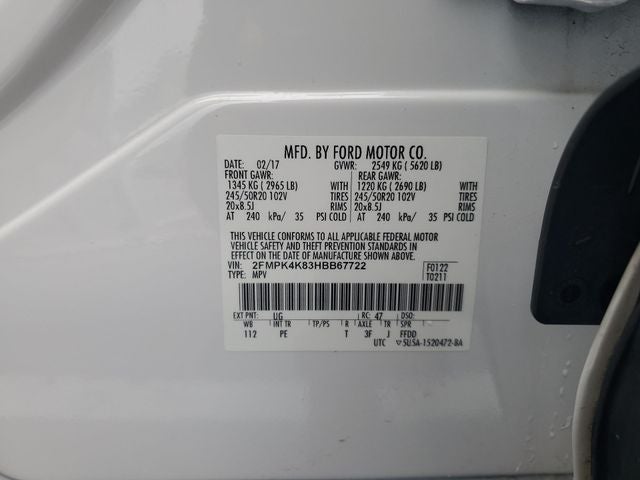 MFD. BY FORD MOTOR CO.
DATE: 02/17 GVWR: 2549 KG ( 5620 LB)
FRONT GAWR: REAR GAWR:
1345 KG ( 2965 LB) WITH 1220 KG ( 2690 LB) WITH
245/50R20 102V TIRES 245/50R20 102V TIRES
20x8.5J RIMS 20x8.5J RIMS
AT 240 kPa/ 35 PSI COLD AT 240 kPa/ 35 PSI COLD
THIS VEHICLE CONFORMS TO ALL APPLICABLE FEDERAL MOTOR
VEHICLE SAFETY AND THEFT PREVENTION STANDARDS IN
EFFECT ON THE DATE OF MANUFACTURE SHOWN ABOVE.
VIN: 2FMPK4K83HBB67722 F0122
TYPE: MPV T0211
EXT PNT: UG RC: 47 DSO:
WB INT TR TP/PS R AXLE TR SPR
112 PE T 3F J FFDD
UTC ▽5U5A-1520472-BA